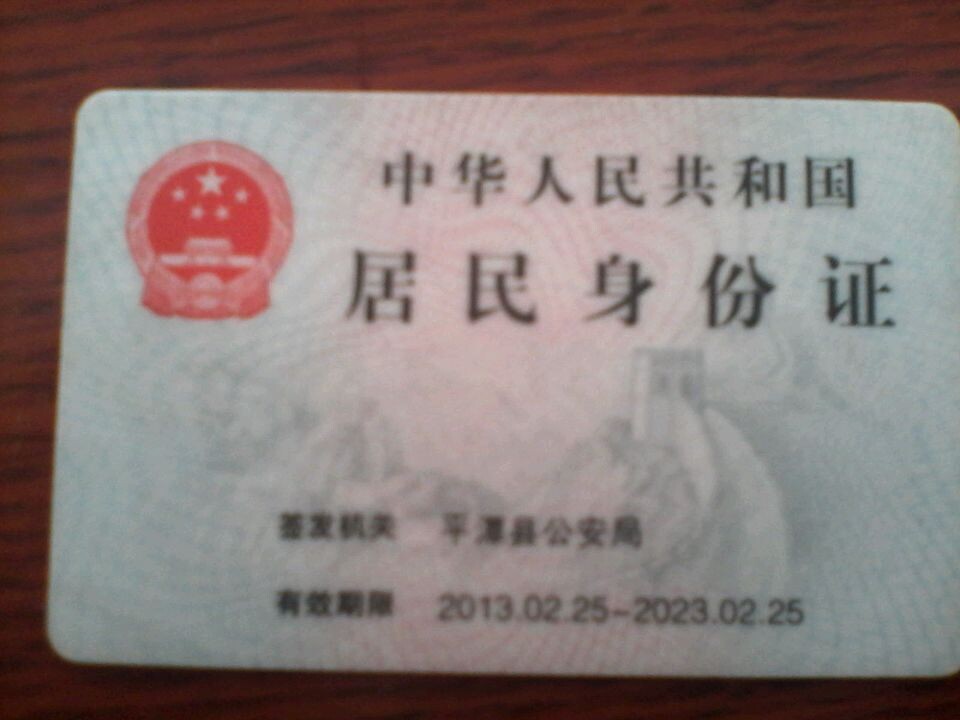 中华人民共和国
居民身份证
签发机关 平潭县公安局
有效期限 2013.02.25-2023.02.25